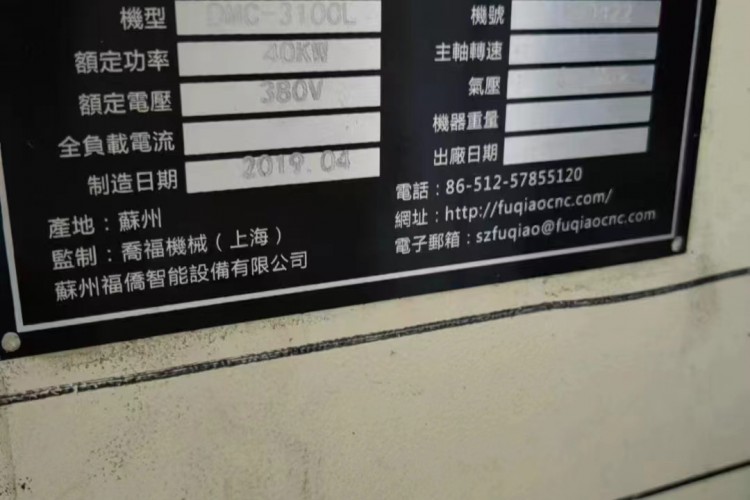 機型 DMC-3100L
額定功率 40KW
額定電壓 380V
全負載電流
製造日期 2019.04
產地：蘇州
監制：喬福機械（上海）
蘇州福僑智能設備有限公司
機號
主軸轉速
氣壓
機器重量
出廠日期
電話：86-512-57855120
網址：http://fuqiaocnc.com/
電子郵箱：szfuqiao@fuqiaocnc.com